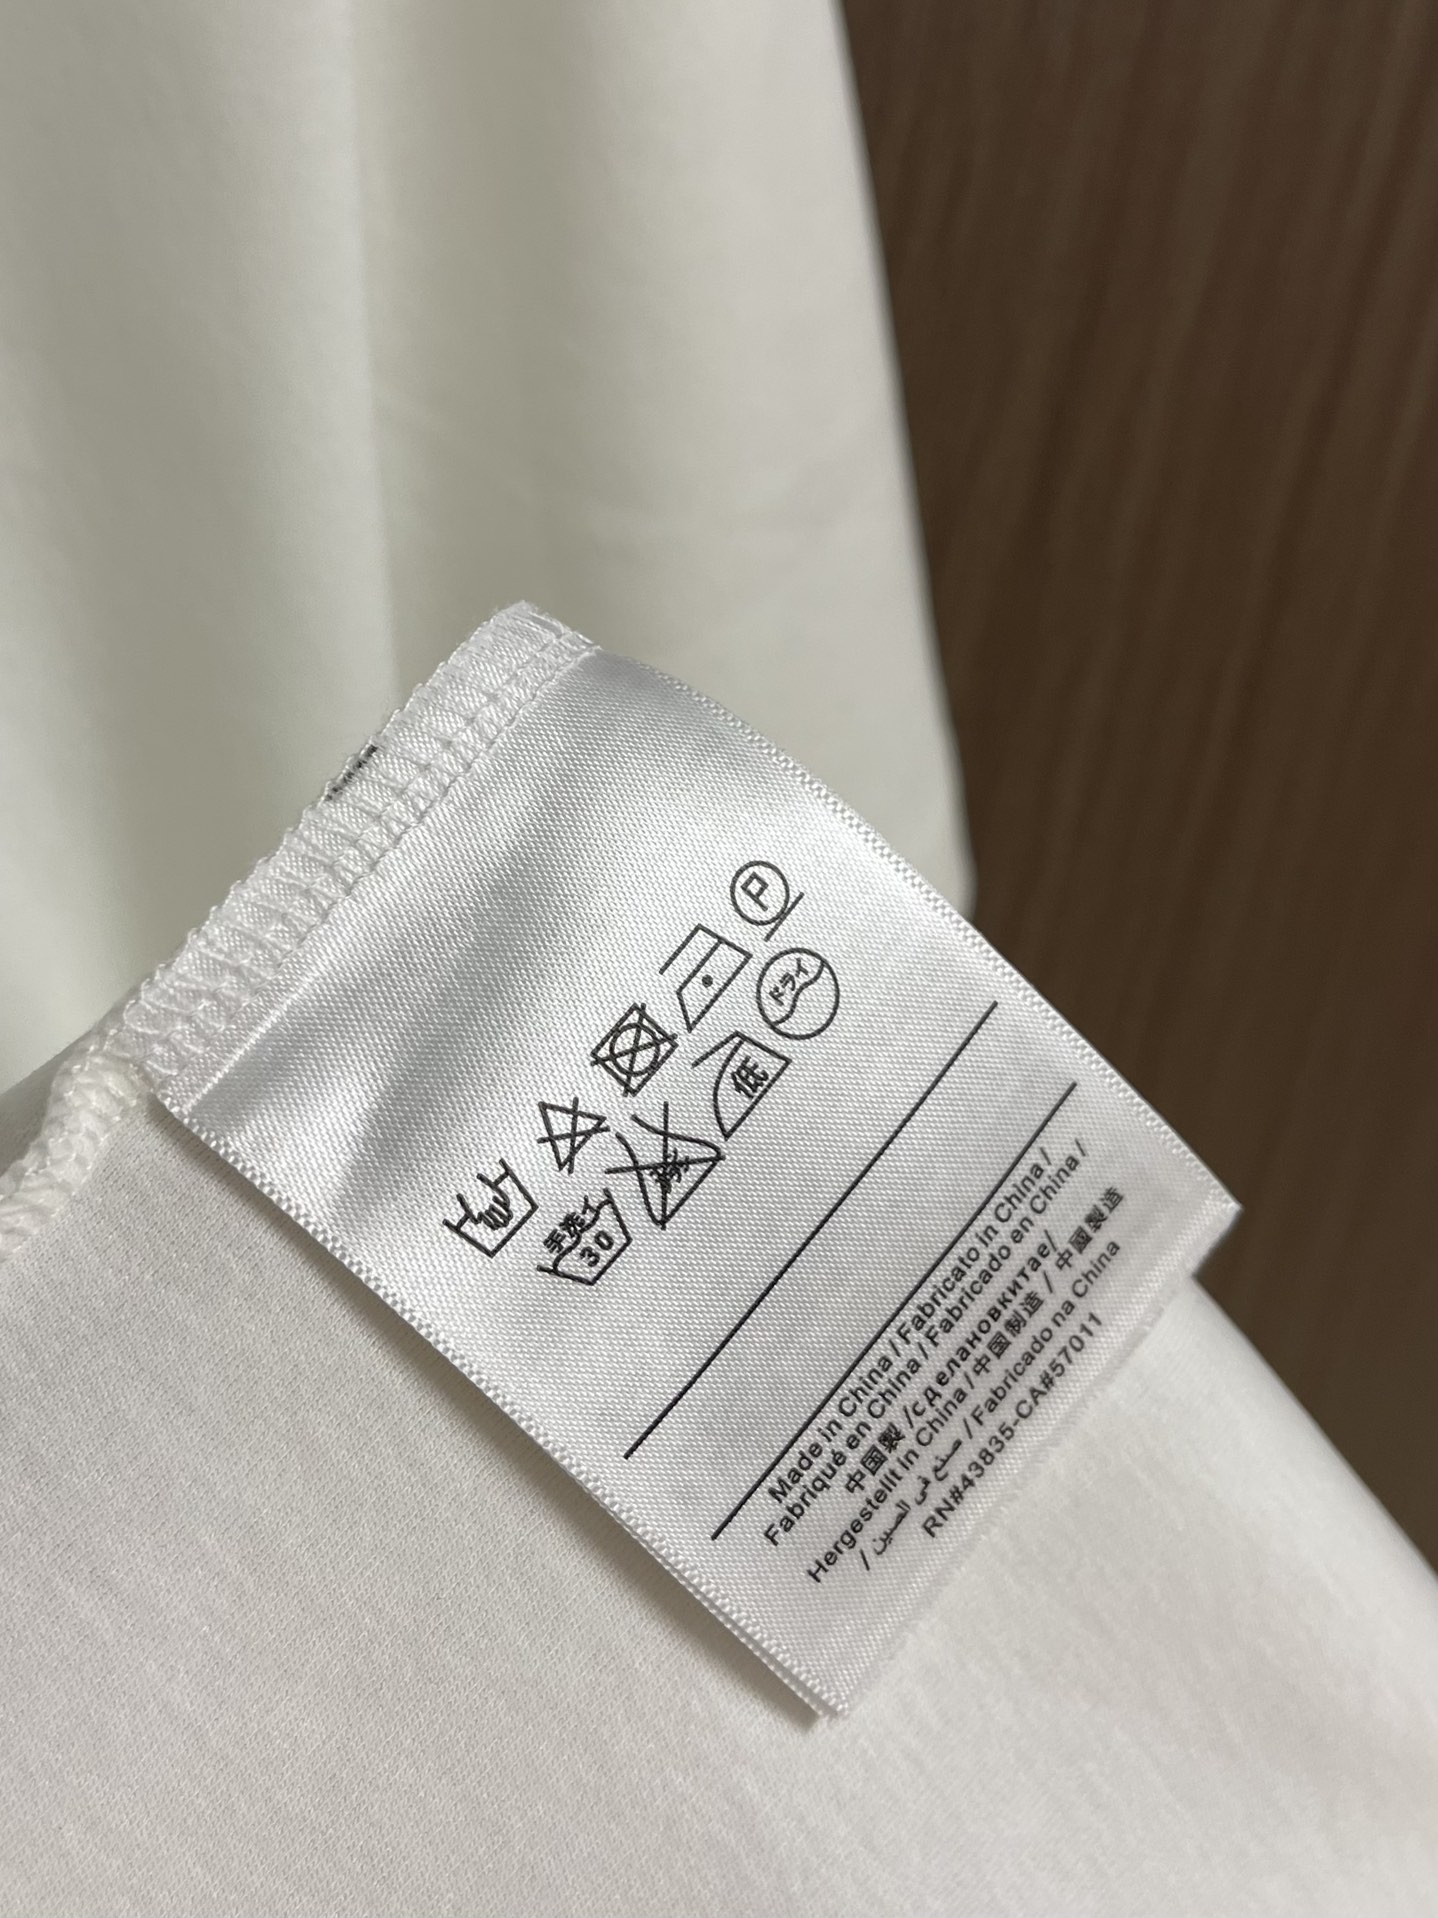 P
ドライ
低
手洗イ
30
Made in China / Fabricato in China /
Fabriqué en China / Fabricado en China /
中国製 /сделановкитае/
Hergestellt in China / 中国制造 / 中國製造
/ صنع في الصين / Fabricado na China
RN#43835-CA#57011